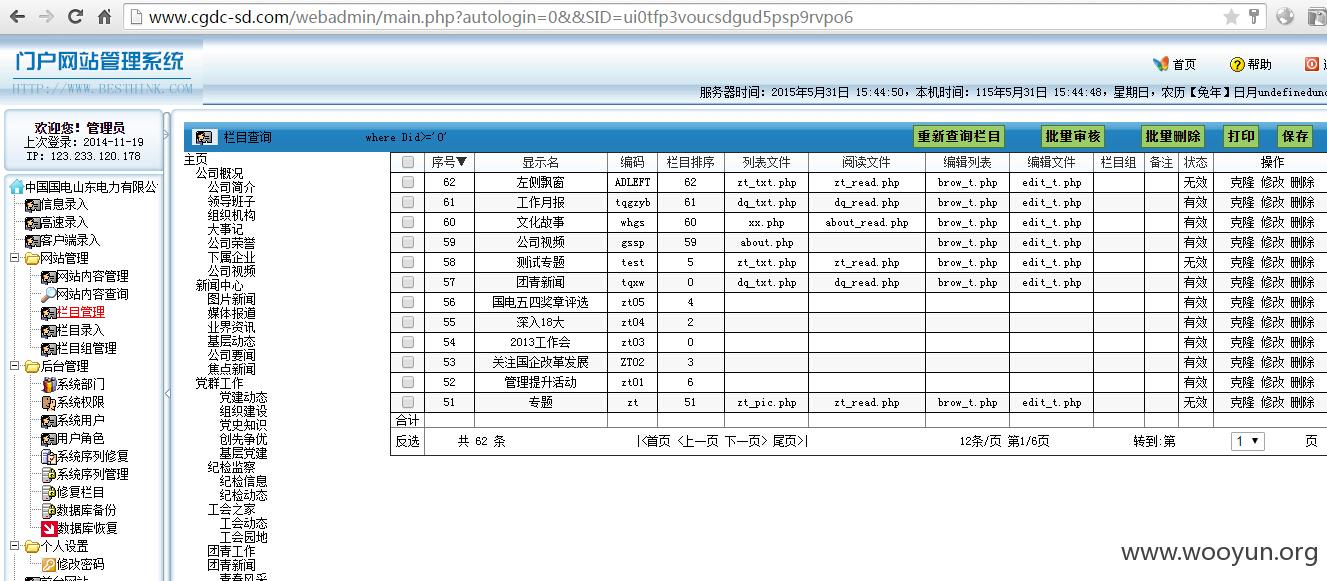 www.cgdc-sd.com/webadmin/main.php?autologin=0&&SID=ui0tfp3voucsdgud5psp9rvpo6
门户网站管理系统
HTTP://WWW.BESTHINK.COM
首页 帮助
服务器时间：2015年5月31日 15:44:50，本机时间：115年5月31日 15:44:48，星期日，农历【兔年】日月undefinedund
欢迎您！管理员
上次登录：2014-11-19
IP：123.233.120.178
中国国电山东电力有限公
信息录入
高速录入
客户端录入
网站管理
网站内容管理
网站内容查询
栏目管理
栏目录入
栏目组管理
后台管理
系统部门
系统权限
系统用户
用户角色
系统序列修复
系统序列管理
修复栏目
数据库备份
数据库恢复
个人设置
修改密码
前台网站
栏目查询 where Did>='0' 重新查询栏目 批量审核 批量删除 打印 保存
主页
公司概况
公司简介
领导班子
组织机构
大事记
公司荣誉
下属企业
公司视频
新闻中心
图片新闻
媒体报道
业界资讯
基层动态
公司要闻
焦点新闻
党群工作
党建动态
组织建设
党史知识
创先争优
基层党建
纪检监察
纪检信息
纪检动态
工会之家
工会动态
工会园地
团青工作
团青新闻
青春风采
序号▼ 显示名 编码 栏目排序 列表文件 阅读文件 编辑列表 编辑文件 栏目组 备注 状态 操作
62 左侧飘窗 ADLEFT 62 zt_txt.php zt_read.php brow_t.php edit_t.php 无效 克隆 修改 删除
61 工作月报 tqgzyb 61 dq_txt.php dq_read.php brow_t.php edit_t.php 有效 克隆 修改 删除
60 文化故事 whgs 60 xx.php about_read.php brow_t.php edit_t.php 有效 克隆 修改 删除
59 公司视频 gssp 59 about.php brow_t.php edit_t.php 有效 克隆 修改 删除
58 测试专题 test 5 zt_txt.php zt_read.php brow_t.php edit_t.php 无效 克隆 修改 删除
57 团青新闻 tqxw 0 dq_txt.php dq_read.php brow_t.php edit_t.php 有效 克隆 修改 删除
56 国电五四奖章评选 zt05 4 有效 克隆 修改 删除
55 深入18大 zt04 2 有效 克隆 修改 删除
54 2013工作会 zt03 0 有效 克隆 修改 删除
53 关注国企改革发展 ZT02 3 有效 克隆 修改 删除
52 管理提升活动 zt01 6 有效 克隆 修改 删除
51 专题 zt 51 zt_pic.php zt_read.php brow_t.php edit_t.php 无效 克隆 修改 删除
合计
反选 共 62 条 |<首页 <上一页 下一页> 尾页>| 12条/页 第1/6页 转到:第 1 页
www.wooyun.org